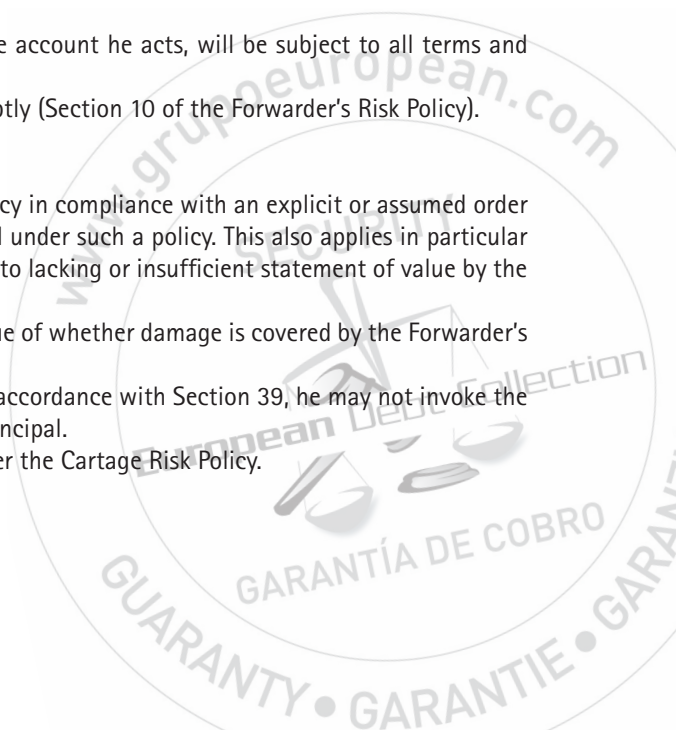 e account he acts, will be subject to all terms and
otly (Section 10 of the Forwarder's Risk Policy).
cy in compliance with an explicit or assumed order
under such a policy. This also applies in particular
to lacking or insufficient statement of value by the
ue of whether damage is covered by the Forwarder's
accordance with Section 39, he may not invoke the
ncipal.
er the Cartage Risk Policy.
www.grupoeuropean.com
SECURITY
European Debt Collection
GARANTÍA DE COBRO
GUARANTY • GARANTIE • GARANT